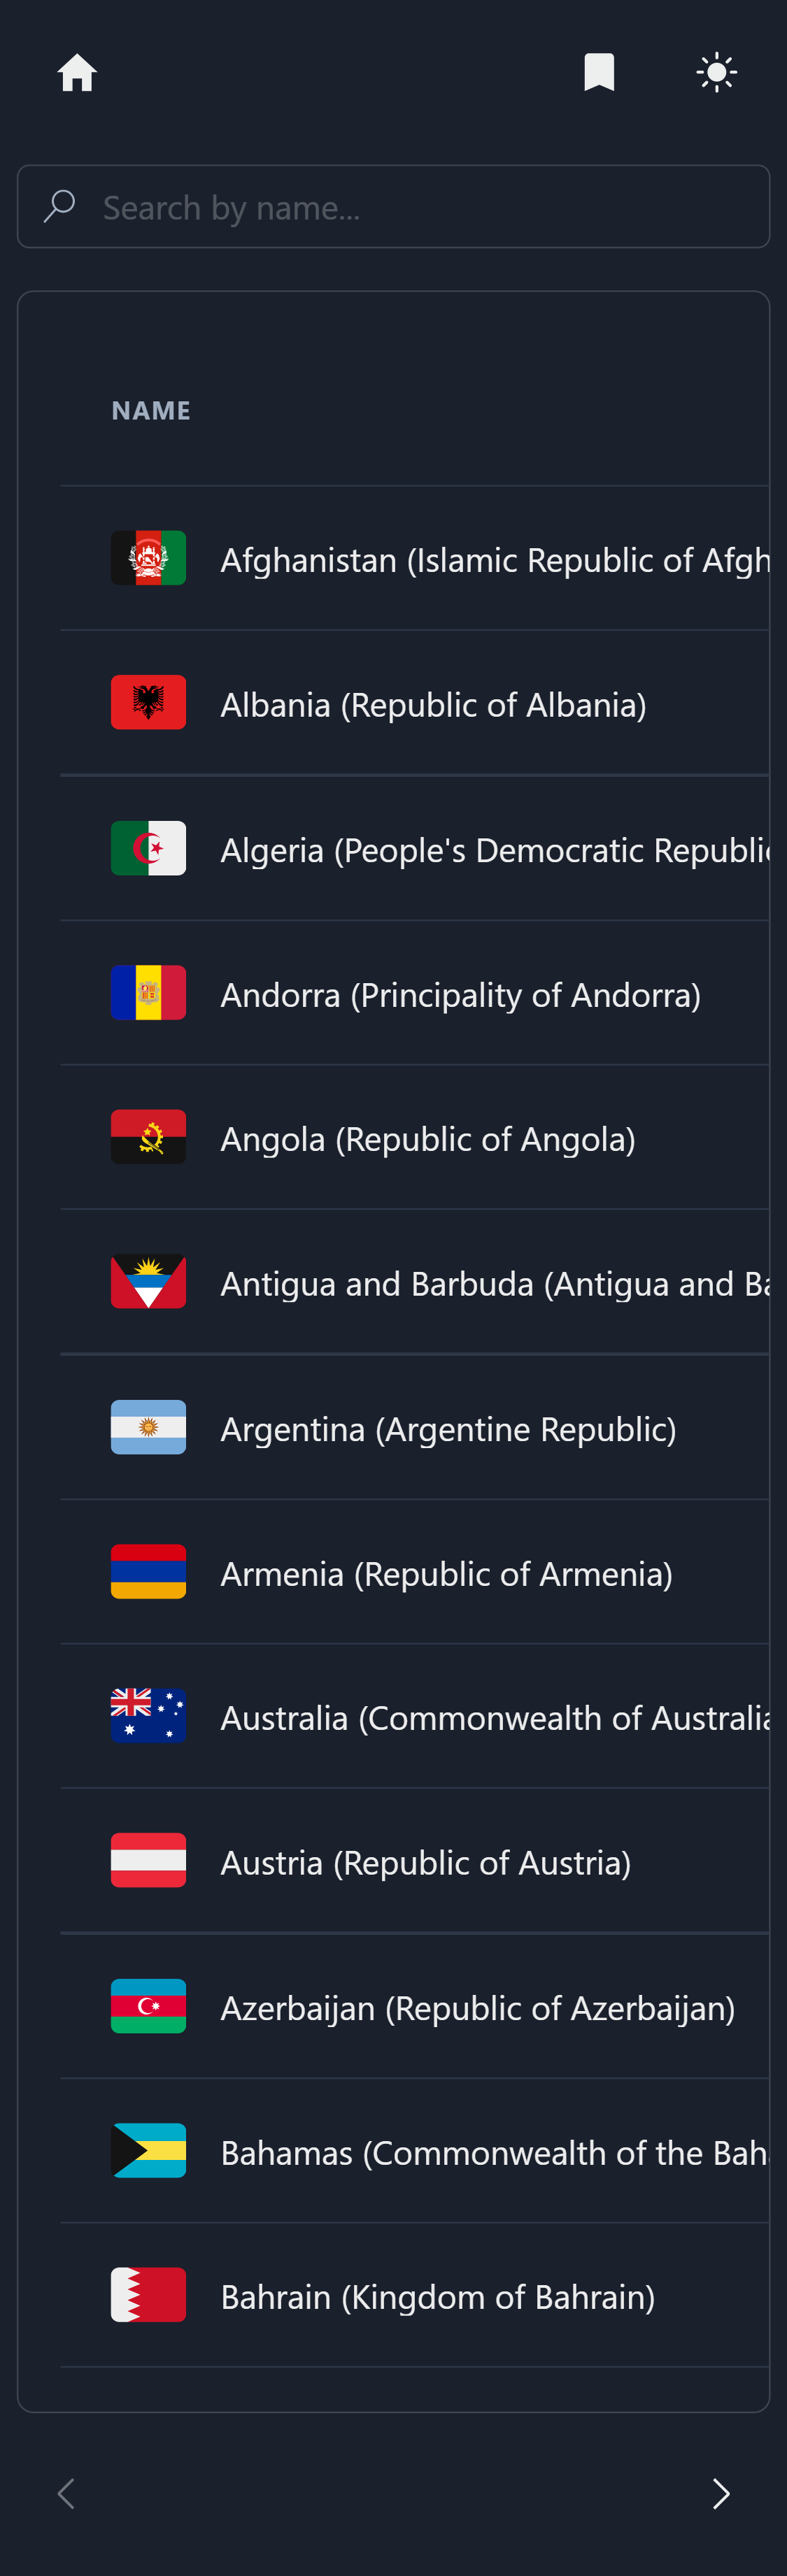 Search by name...
NAME
Afghanistan (Islamic Republic of Afgh
Albania (Republic of Albania)
Algeria (People's Democratic Republic
Andorra (Principality of Andorra)
Angola (Republic of Angola)
Antigua and Barbuda (Antigua and Ba
Argentina (Argentine Republic)
Armenia (Republic of Armenia)
Australia (Commonwealth of Australia
Austria (Republic of Austria)
Azerbaijan (Republic of Azerbaijan)
Bahamas (Commonwealth of the Bah
Bahrain (Kingdom of Bahrain)